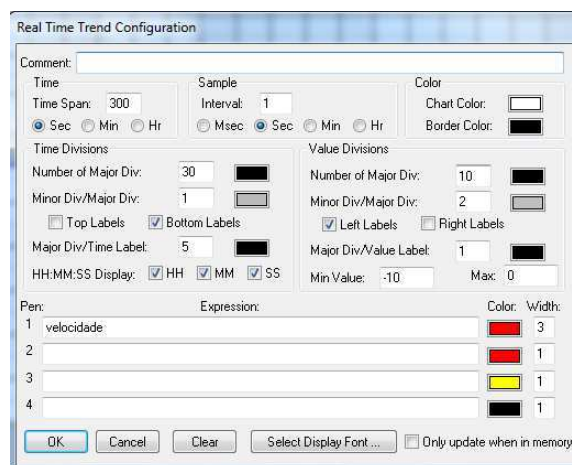 Real Time Trend Configuration
Comment:
Time Sample Color
Time Span: 300 Interval: 1 Chart Color:
Sec Min Hr Msec Sec Min Hr Border Color:
Time Divisions Value Divisions
Number of Major Div: 30 Number of Major Div: 10
Minor Div/Major Div: 1 Minor Div/Major Div: 2
Top Labels Bottom Labels Left Labels Right Labels
Major Div/Time Label: 5 Major Div/Value Label: 1
HH:MM:SS Display: HH MM SS Min Value: -10 Max: 0
Pen: Expression: Color: Width:
1 velocidade 3
2 1
3 1
4 1
OK Cancel Clear Select Display Font ... Only update when in memory